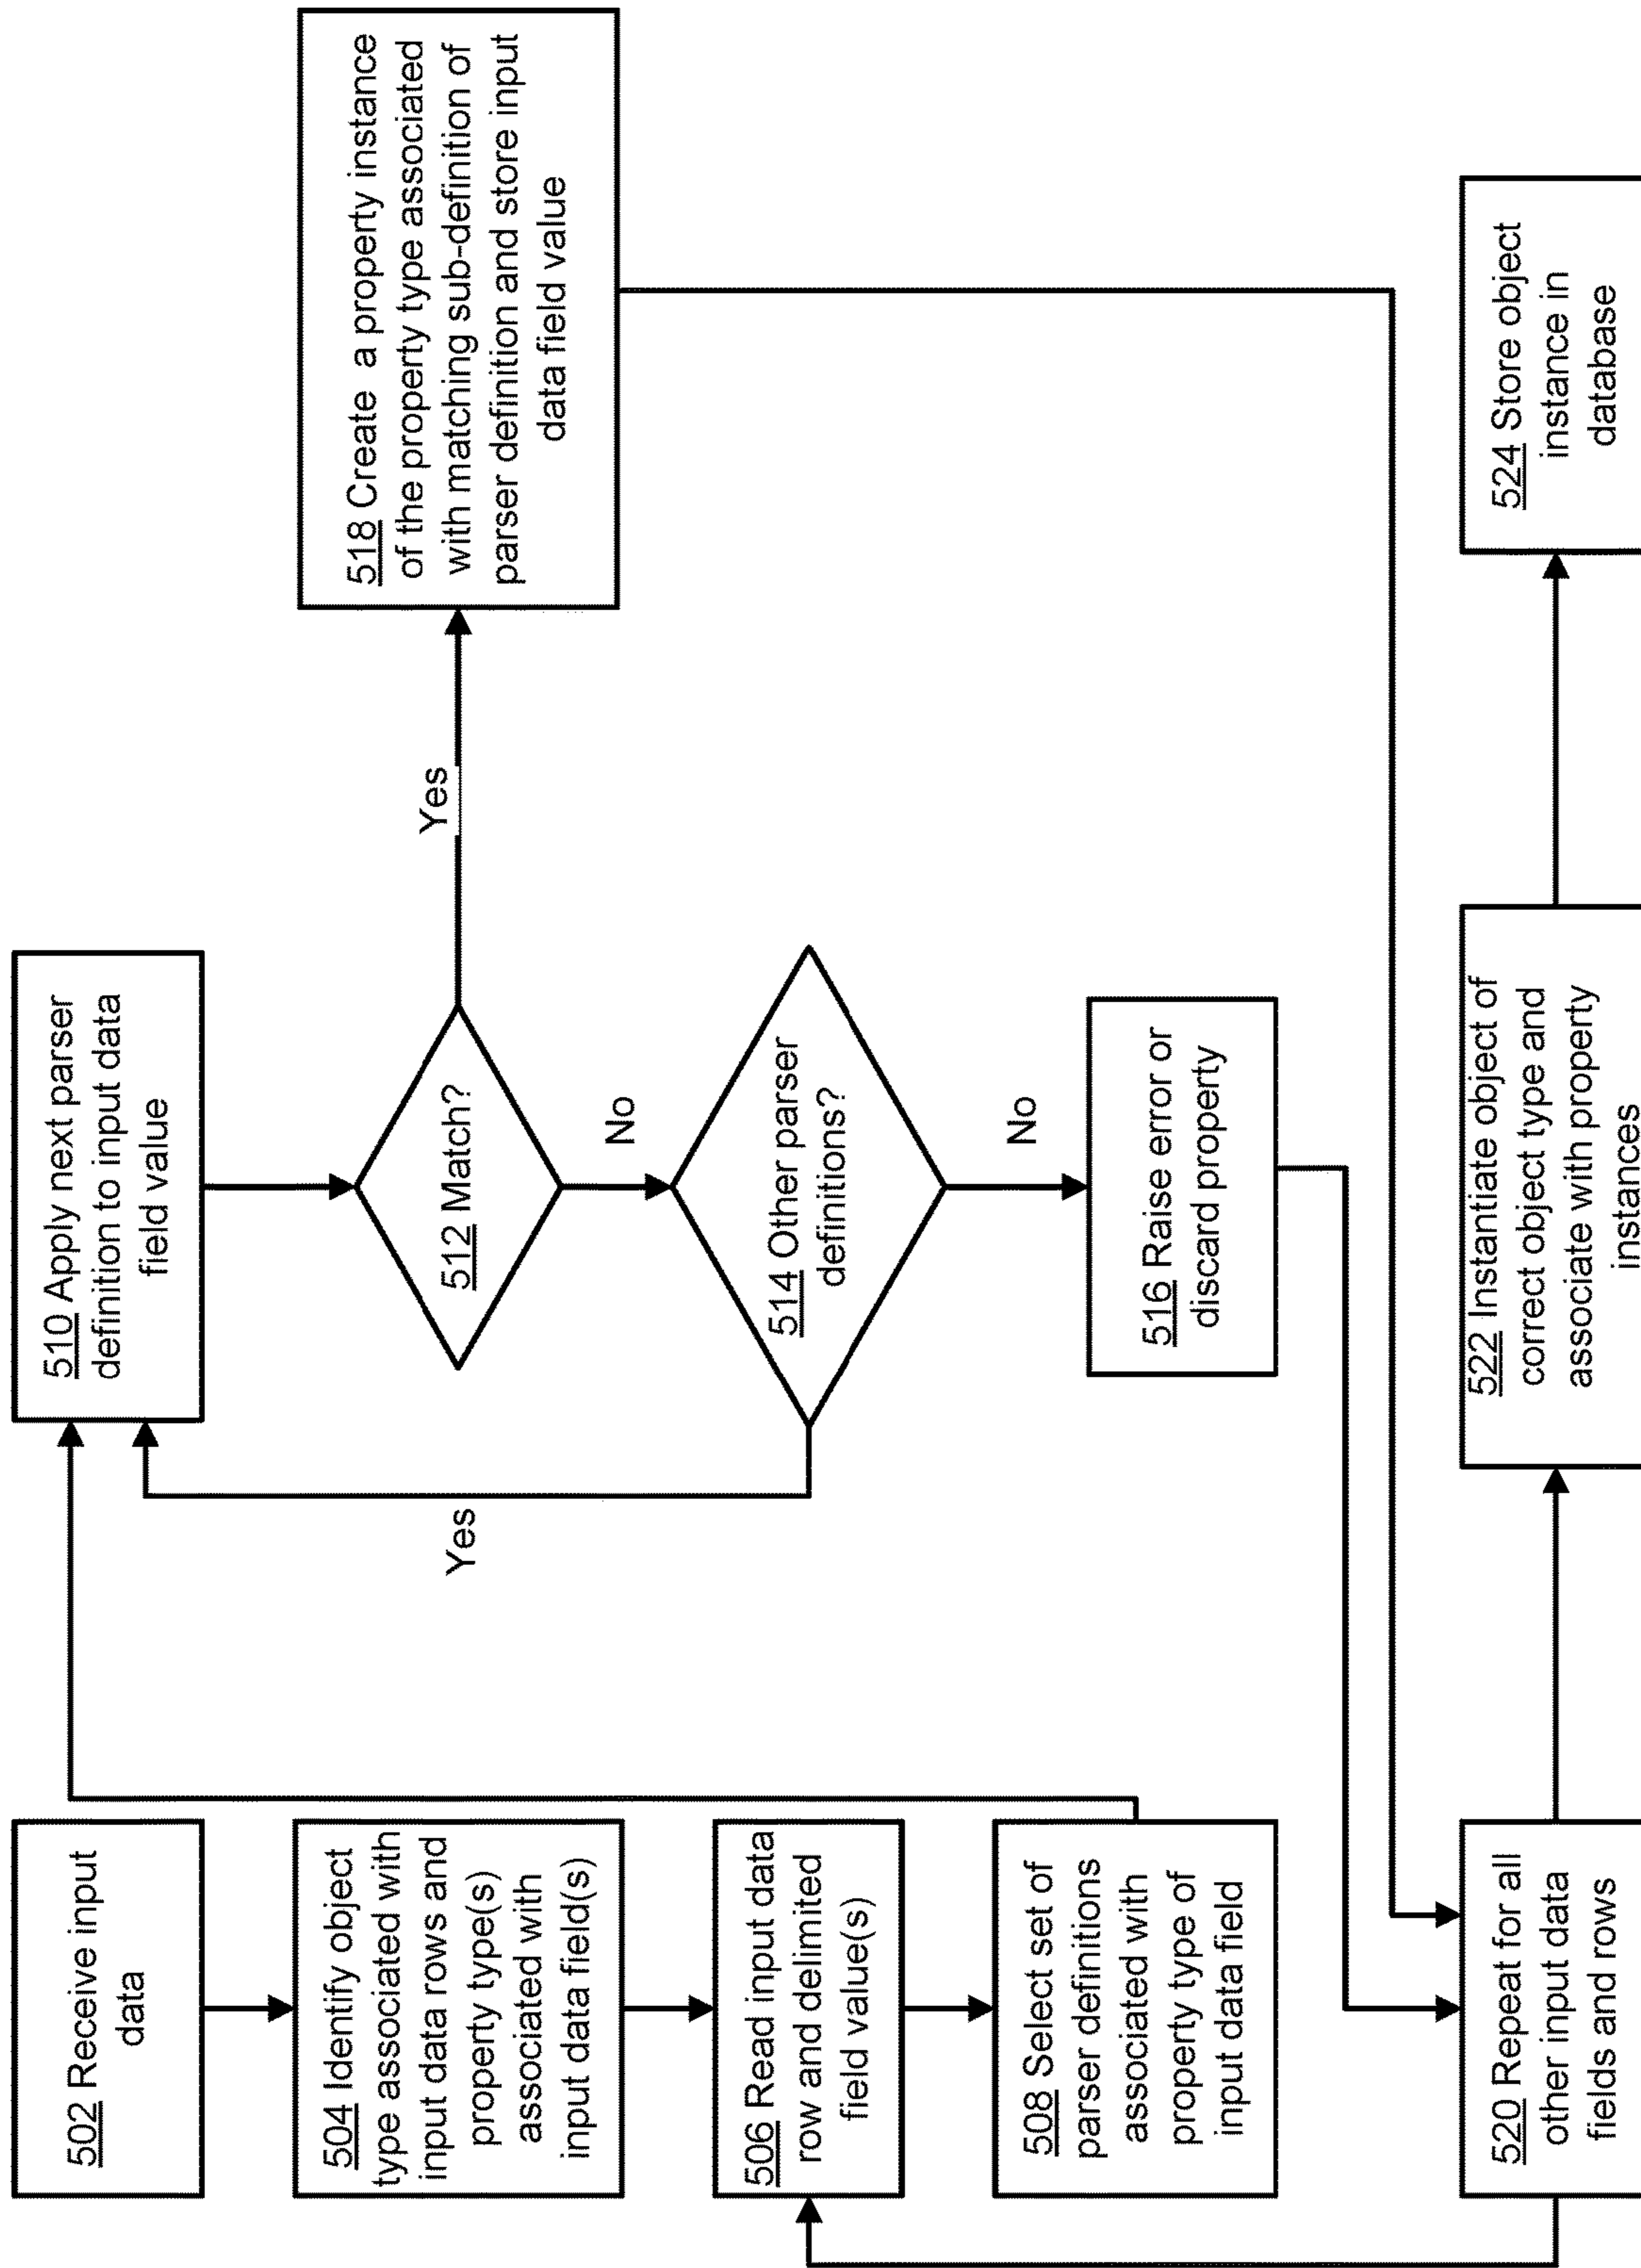 502 Receive input
data
504 Identify object
type associated with
input data rows and
property type(s)
associated with
input data field(s)
506 Read input data
row and delimited
field value(s)
508 Select set of
parser definitions
associated with
property type of
input data field
510 Apply next parser
definition to input data
field value
512 Match?
Yes
No
514 Other parser
definitions?
Yes
No
516 Raise error or
discard property
518 Create a property instance
of the property type associated
with matching sub-definition of
parser definition and store input
data field value
520 Repeat for all
other input data
fields and rows
522 Instantiate object of
correct object type and
associate with property
instances
524 Store object
instance in
database